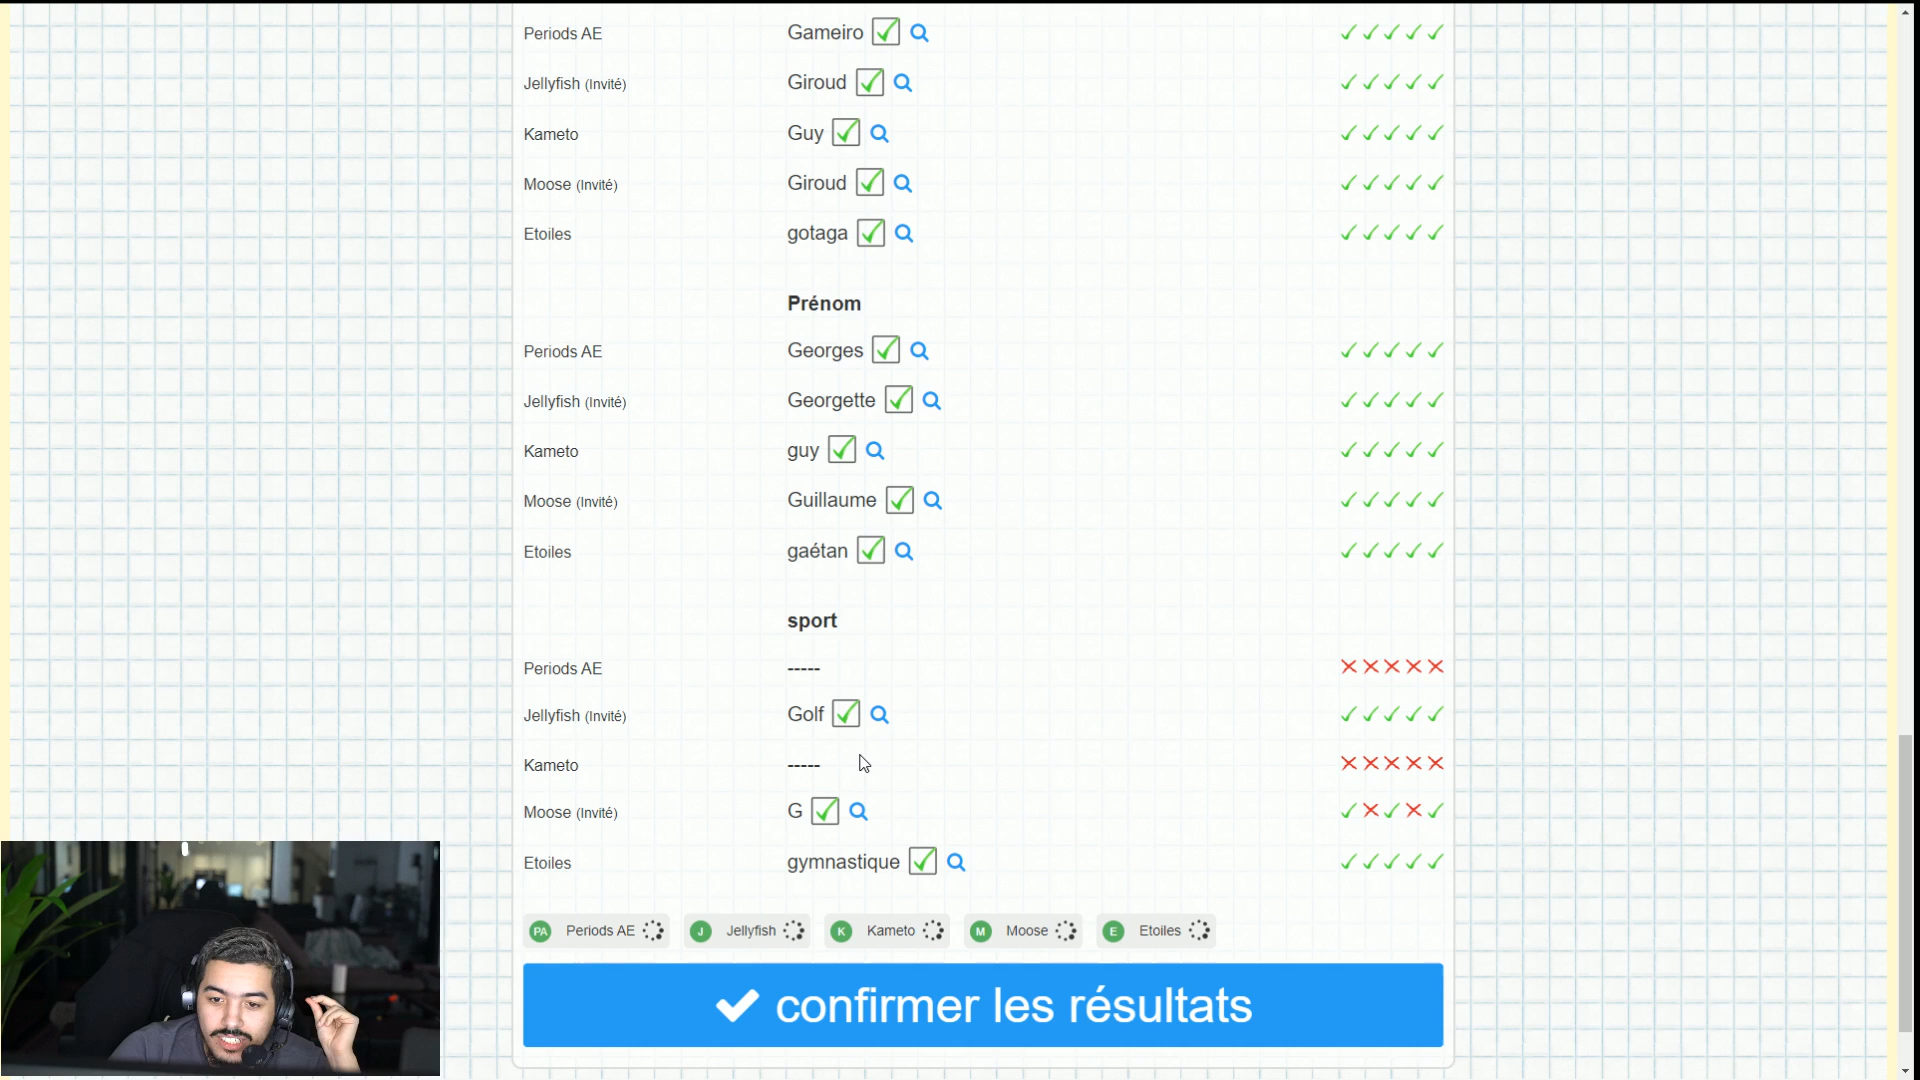 Periods AE Gameiro
Jellyfish (Invité) Giroud
Kameto Guy
Moose (Invité) Giroud
Etoiles gotaga
Prénom
Periods AE Georges
Jellyfish (Invité) Georgette
Kameto guy
Moose (Invité) Guillaume
Etoiles gaétan
sport
Periods AE -----
Jellyfish (Invité) Golf
Kameto -----
Moose (Invité) G
Etoiles gymnastique
PA Periods AE J Jellyfish K Kameto M Moose E Etoiles
confirmer les résultats